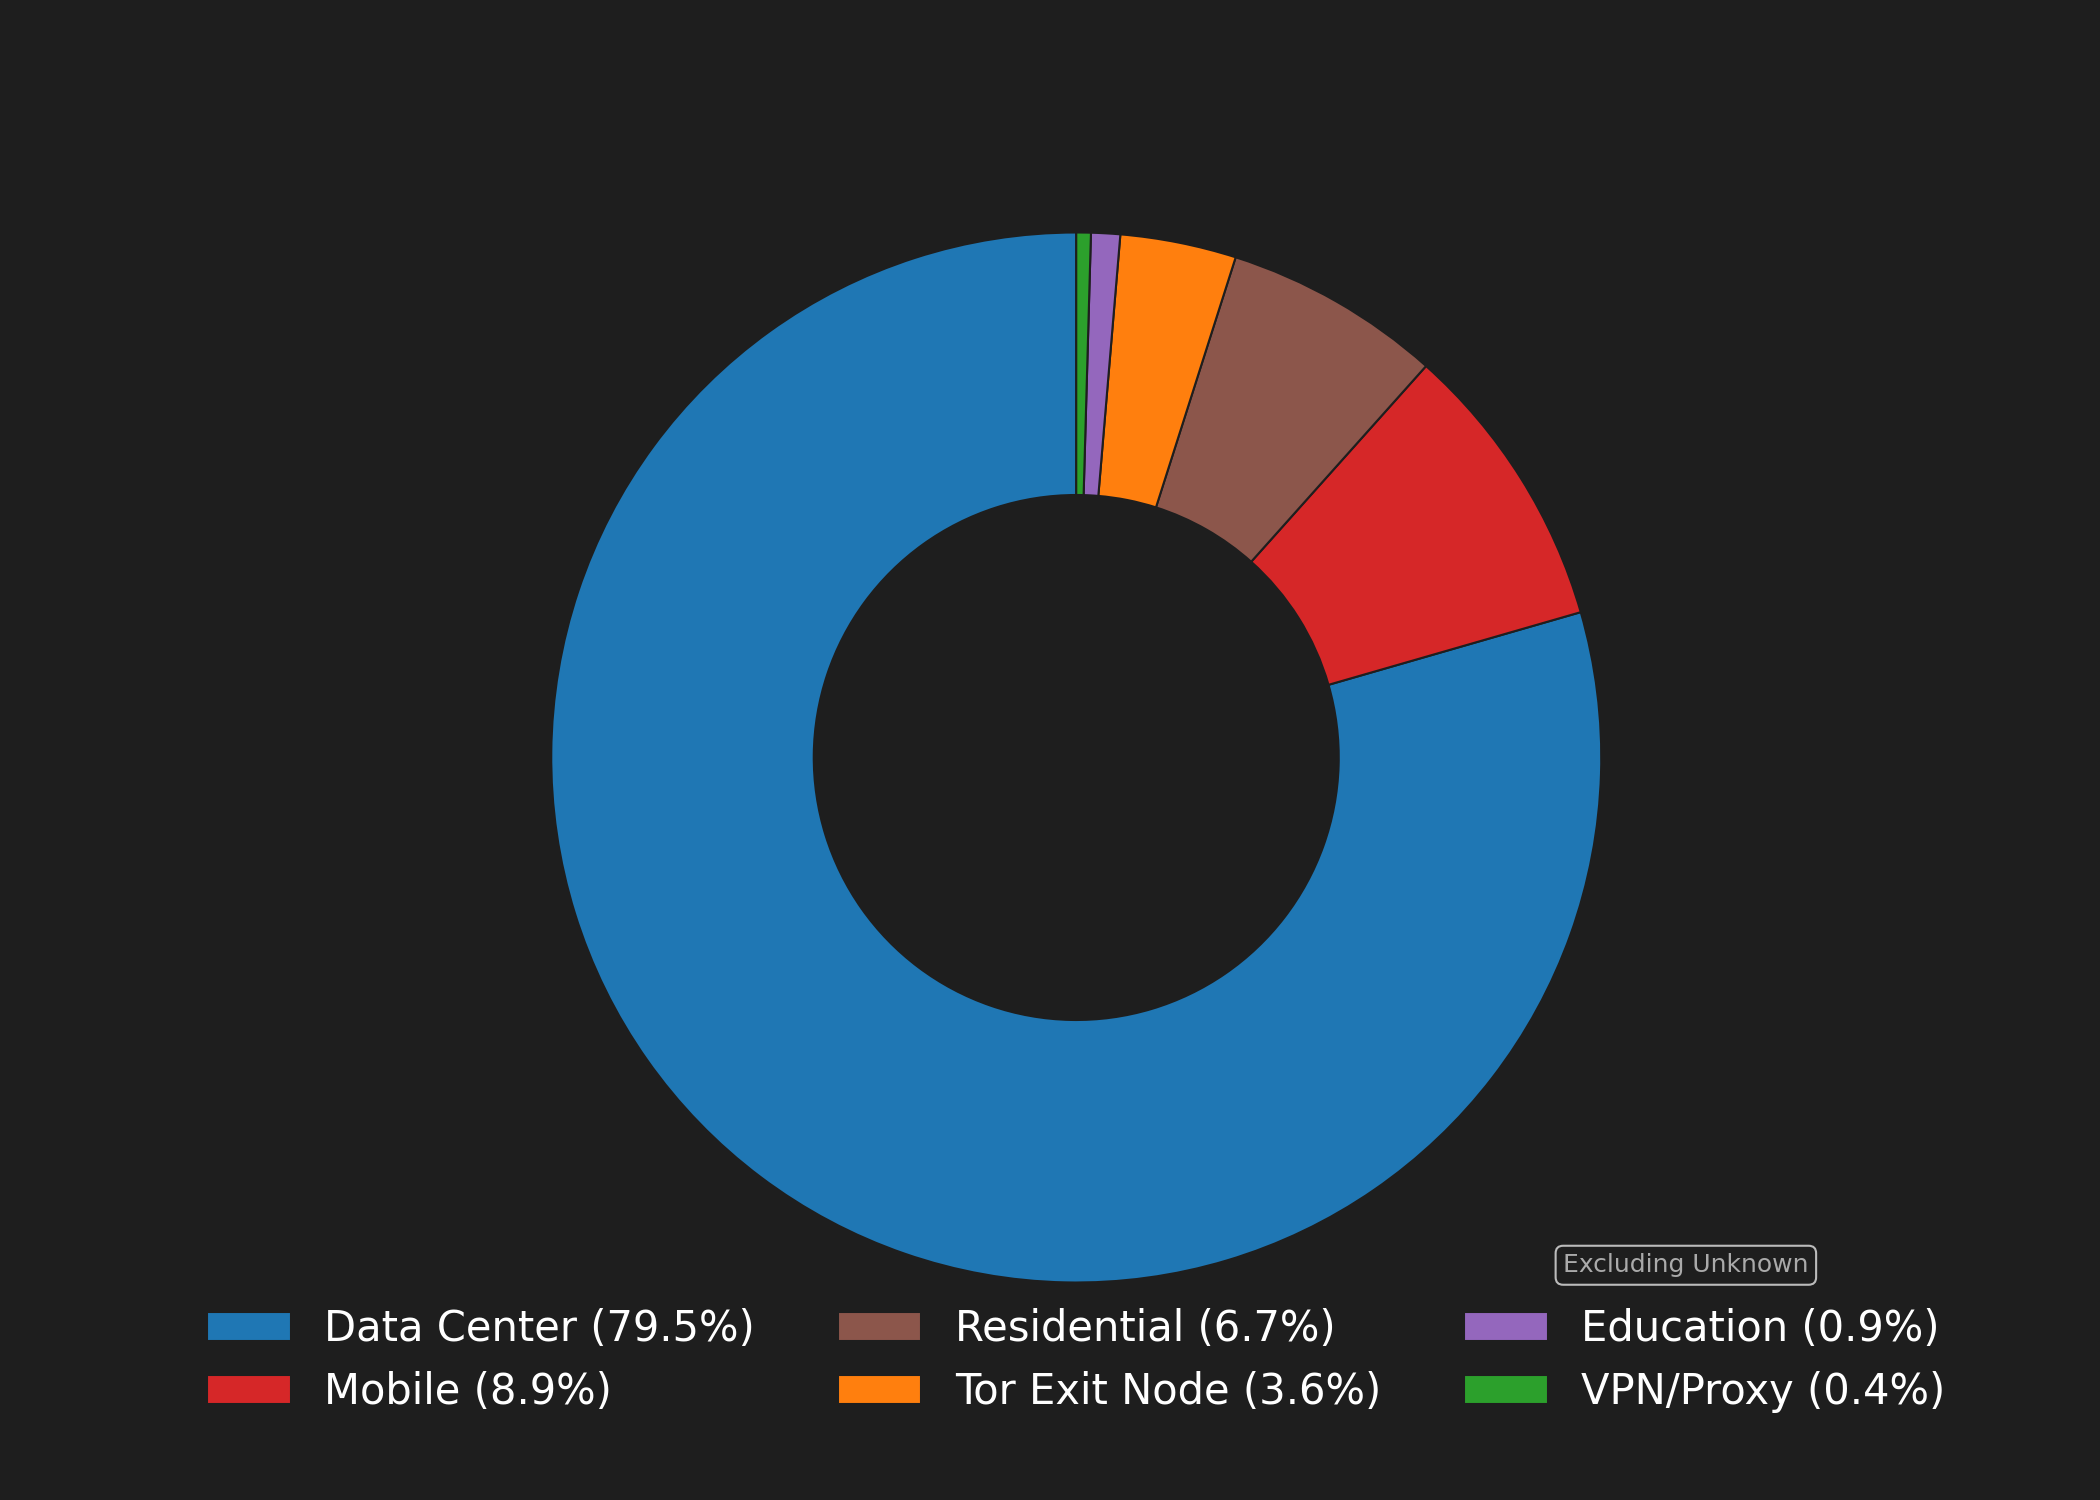 Excluding Unknown
Data Center (79.5%)
Mobile (8.9%)
Residential (6.7%)
Tor Exit Node (3.6%)
Education (0.9%)
VPN/Proxy (0.4%)